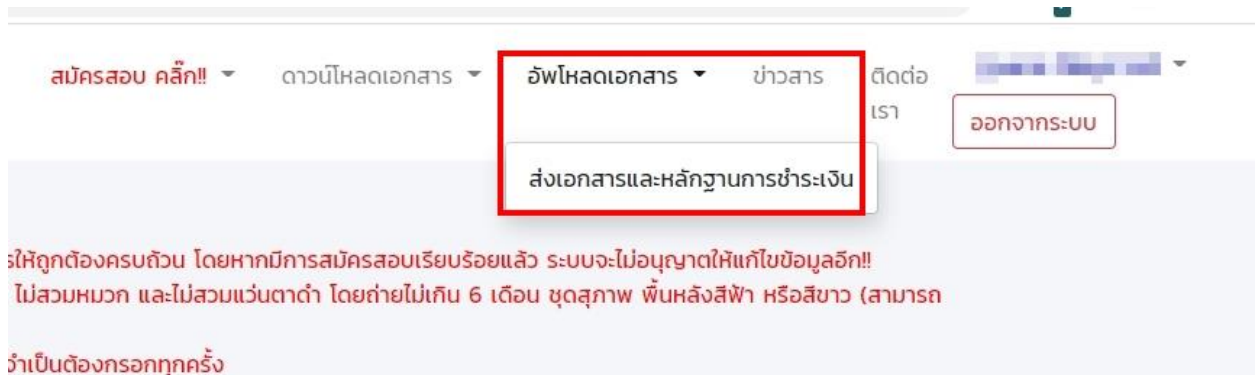 สมัครสอบ คลิ๊ก!! ดาวน์โหลดเอกสาร อัพโหลดเอกสาร ข่าวสาร ติดต่อ
เรา
ออกจากระบบ
ส่งเอกสารและหลักฐานการชำระเงิน
ให้ถูกต้องครบถ้วน โดยหากมีการสมัครสอบเรียบร้อยแล้ว ระบบจะไม่อนุญาตให้แก้ไขข้อมูลอีก!!
ไม่สวมหมวก และไม่สวมแว่นตาดำ โดยถ่ายไม่เกิน 6 เดือน ชุดสุภาพ พื้นหลังสีฟ้า หรือสีขาว (สามารถ
จำเป็นต้องกรอกทุกครั้ง